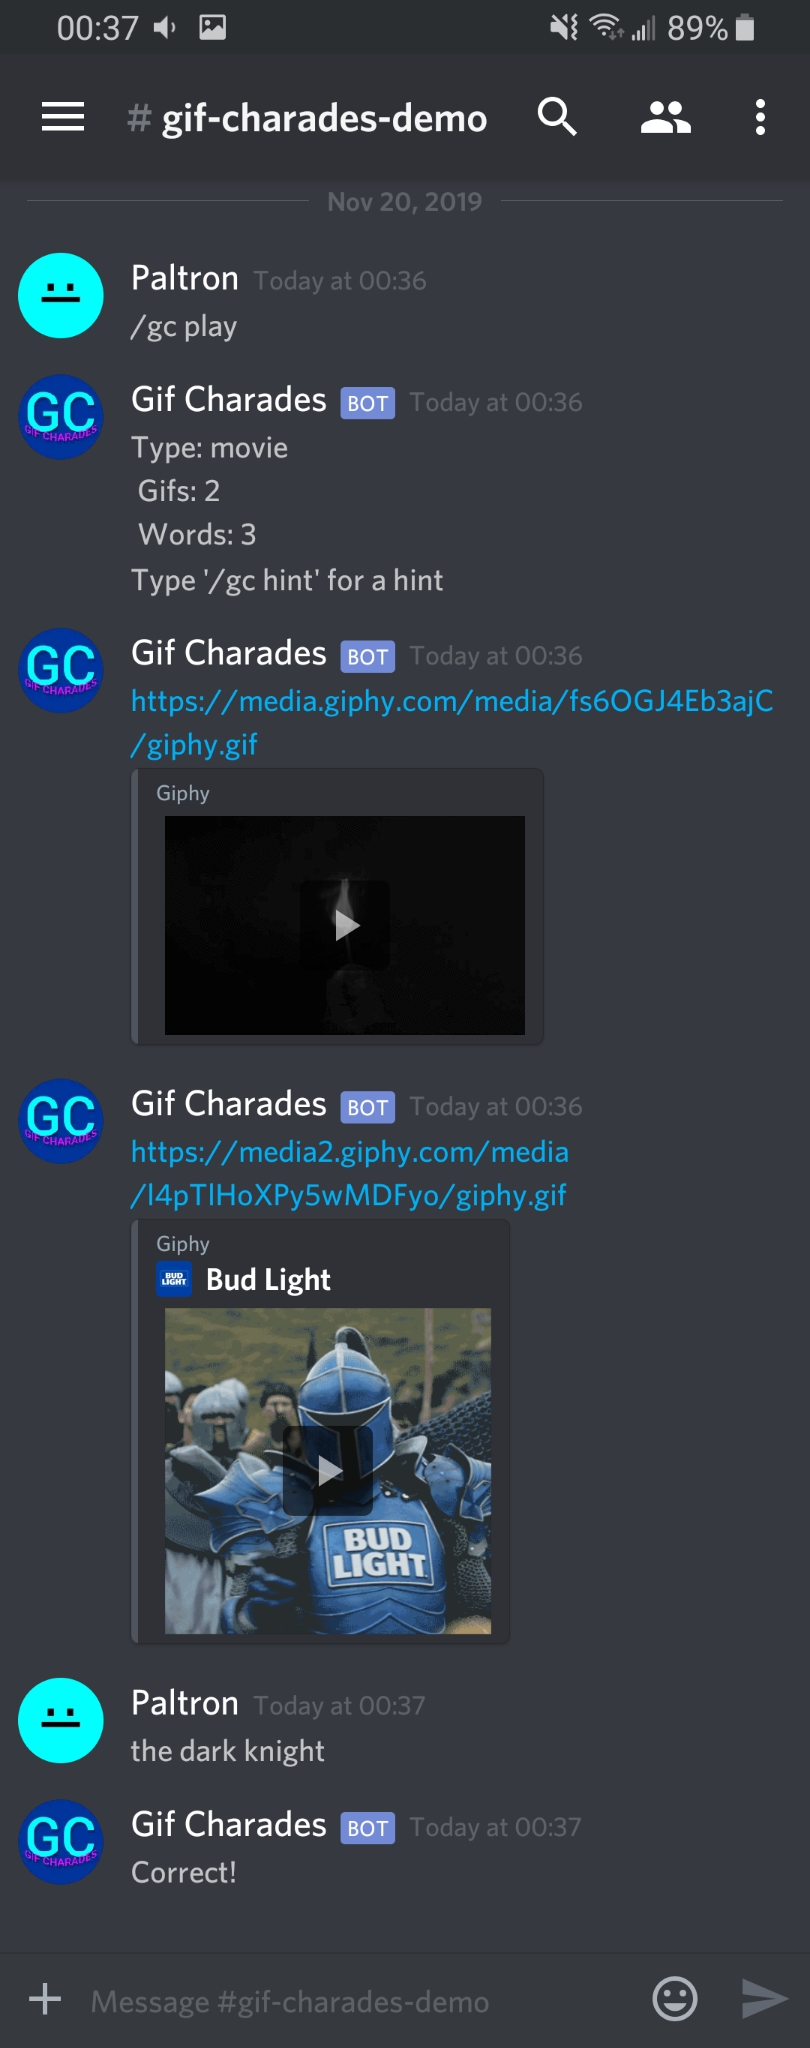 00:37 89%
# gif-charades-demo
Nov 20, 2019
Paltron Today at 00:36
/gc play
GC
GIF CHARADES
Gif Charades BOT Today at 00:36
Type: movie
Gifs: 2
Words: 3
Type '/gc hint' for a hint
GC
GIF CHARADES
Gif Charades BOT Today at 00:36
https://media.giphy.com/media/fs6OGJ4Eb3ajC
/giphy.gif
Giphy
GC
GIF CHARADES
Gif Charades BOT Today at 00:36
https://media2.giphy.com/media
/l4pTlHoXPy5wMDFyo/giphy.gif
Giphy
BUD
LIGHT
Bud Light
BUD
LIGHT
Paltron Today at 00:37
the dark knight
GC
GIF CHARADES
Gif Charades BOT Today at 00:37
Correct!
Message #gif-charades-demo